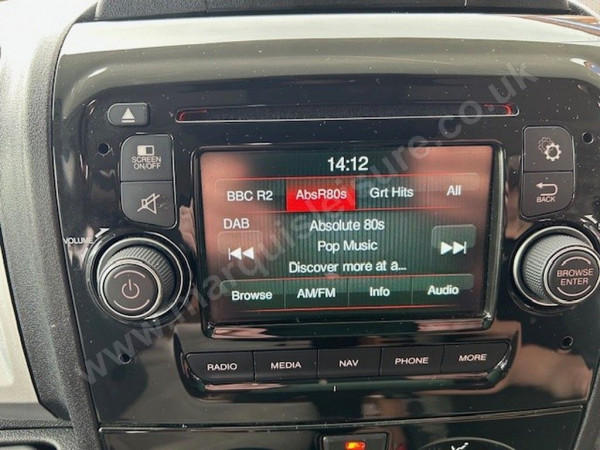 14:12
SCREEN ON/OFF
BBC R2 AbsR80s Grt Hits All
DAB
Absolute 80s
Pop Music
Discover more at a...
BACK
VOLUME
BROWSE ENTER
Browse AM/FM Info Audio
RADIO MEDIA NAV PHONE MORE
www.marquisleisure.co.uk